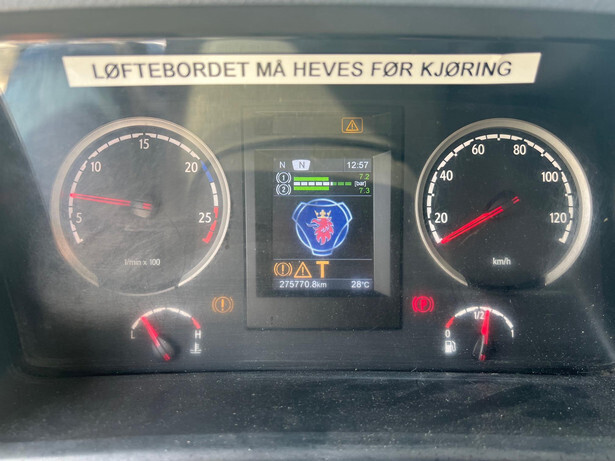 LØFTEBORDET MÅ HEVES FØR KJØRING
5 10 15 20 25
l/min x 100
N N 12:57
1 7.2
[bar]
2 7.3
T
275770.8km 28°C
20 40 60 80 100 120
km/h
L H
0 1/2 1